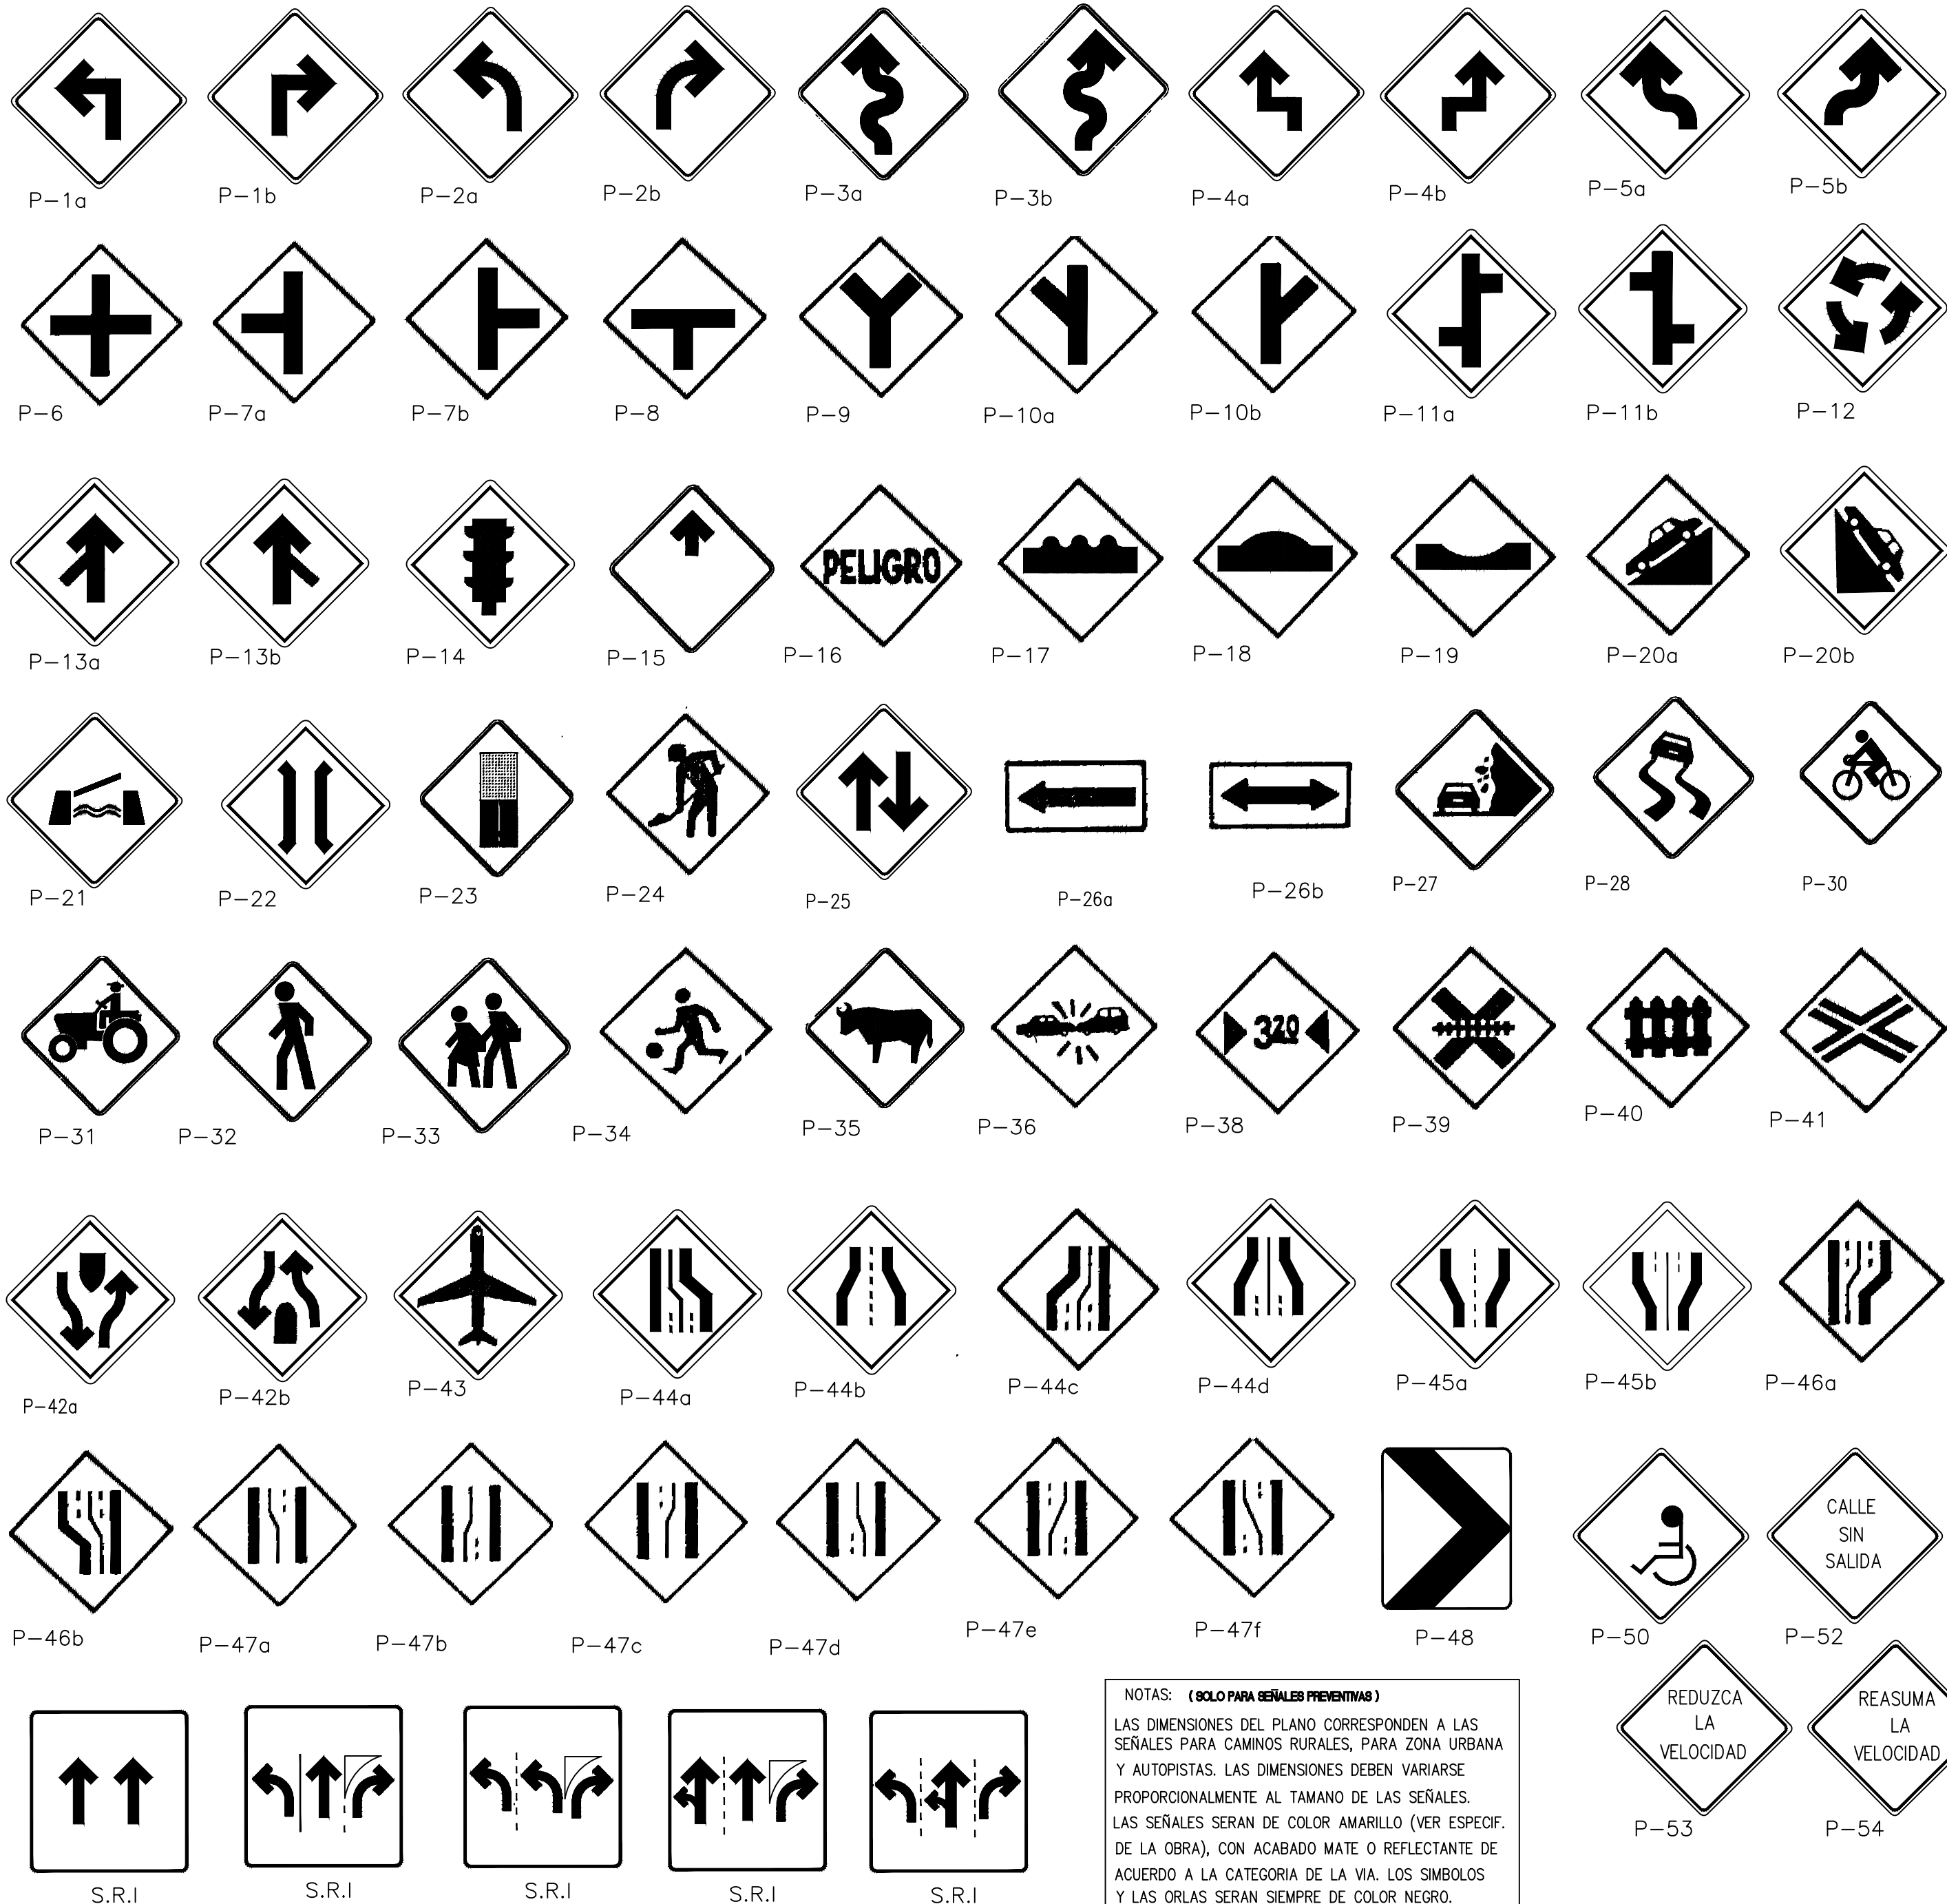 P-1a
P-1b
P-2a
P-2b
P-3a
P-3b
P-4a
P-4b
P-5a
P-5b
P-6
P-7a
P-7b
P-8
P-9
P-10a
P-10b
P-11a
P-11b
P-12
PELIGRO
P-13a
P-13b
P-14
P-15
P-16
P-17
P-18
P-19
P-20a
P-20b
P-21
P-22
P-23
P-24
P-25
P-26a
P-26b
P-27
P-28
P-30
320
P-31
P-32
P-33
P-34
P-35
P-36
P-38
P-39
P-40
P-41
P-42a
P-42b
P-43
P-44a
P-44b
P-44c
P-44d
P-45a
P-45b
P-46a
CALLE
SIN
SALIDA
P-46b
P-47a
P-47b
P-47c
P-47d
P-47e
P-47f
P-48
P-50
P-52
REDUZCA
LA
VELOCIDAD
P-53
REASUMA
LA
VELOCIDAD
P-54
S.R.I
S.R.I
S.R.I
S.R.I
S.R.I
NOTAS: (SOLO PARA SEÑALES PREVENTIVAS)
LAS DIMENSIONES DEL PLANO CORRESPONDEN A LAS
SEÑALES PARA CAMINOS RURALES, PARA ZONA URBANA
Y AUTOPISTAS. LAS DIMENSIONES DEBEN VARIARSE
PROPORCIONALMENTE AL TAMANO DE LAS SEÑALES.
LAS SEÑALES SERAN DE COLOR AMARILLO (VER ESPECIF.
DE LA OBRA), CON ACABADO MATE O REFLECTANTE DE
ACUERDO A LA CATEGORIA DE LA VIA. LOS SIMBOLOS
Y LAS ORLAS SERAN SIEMPRE DE COLOR NEGRO.